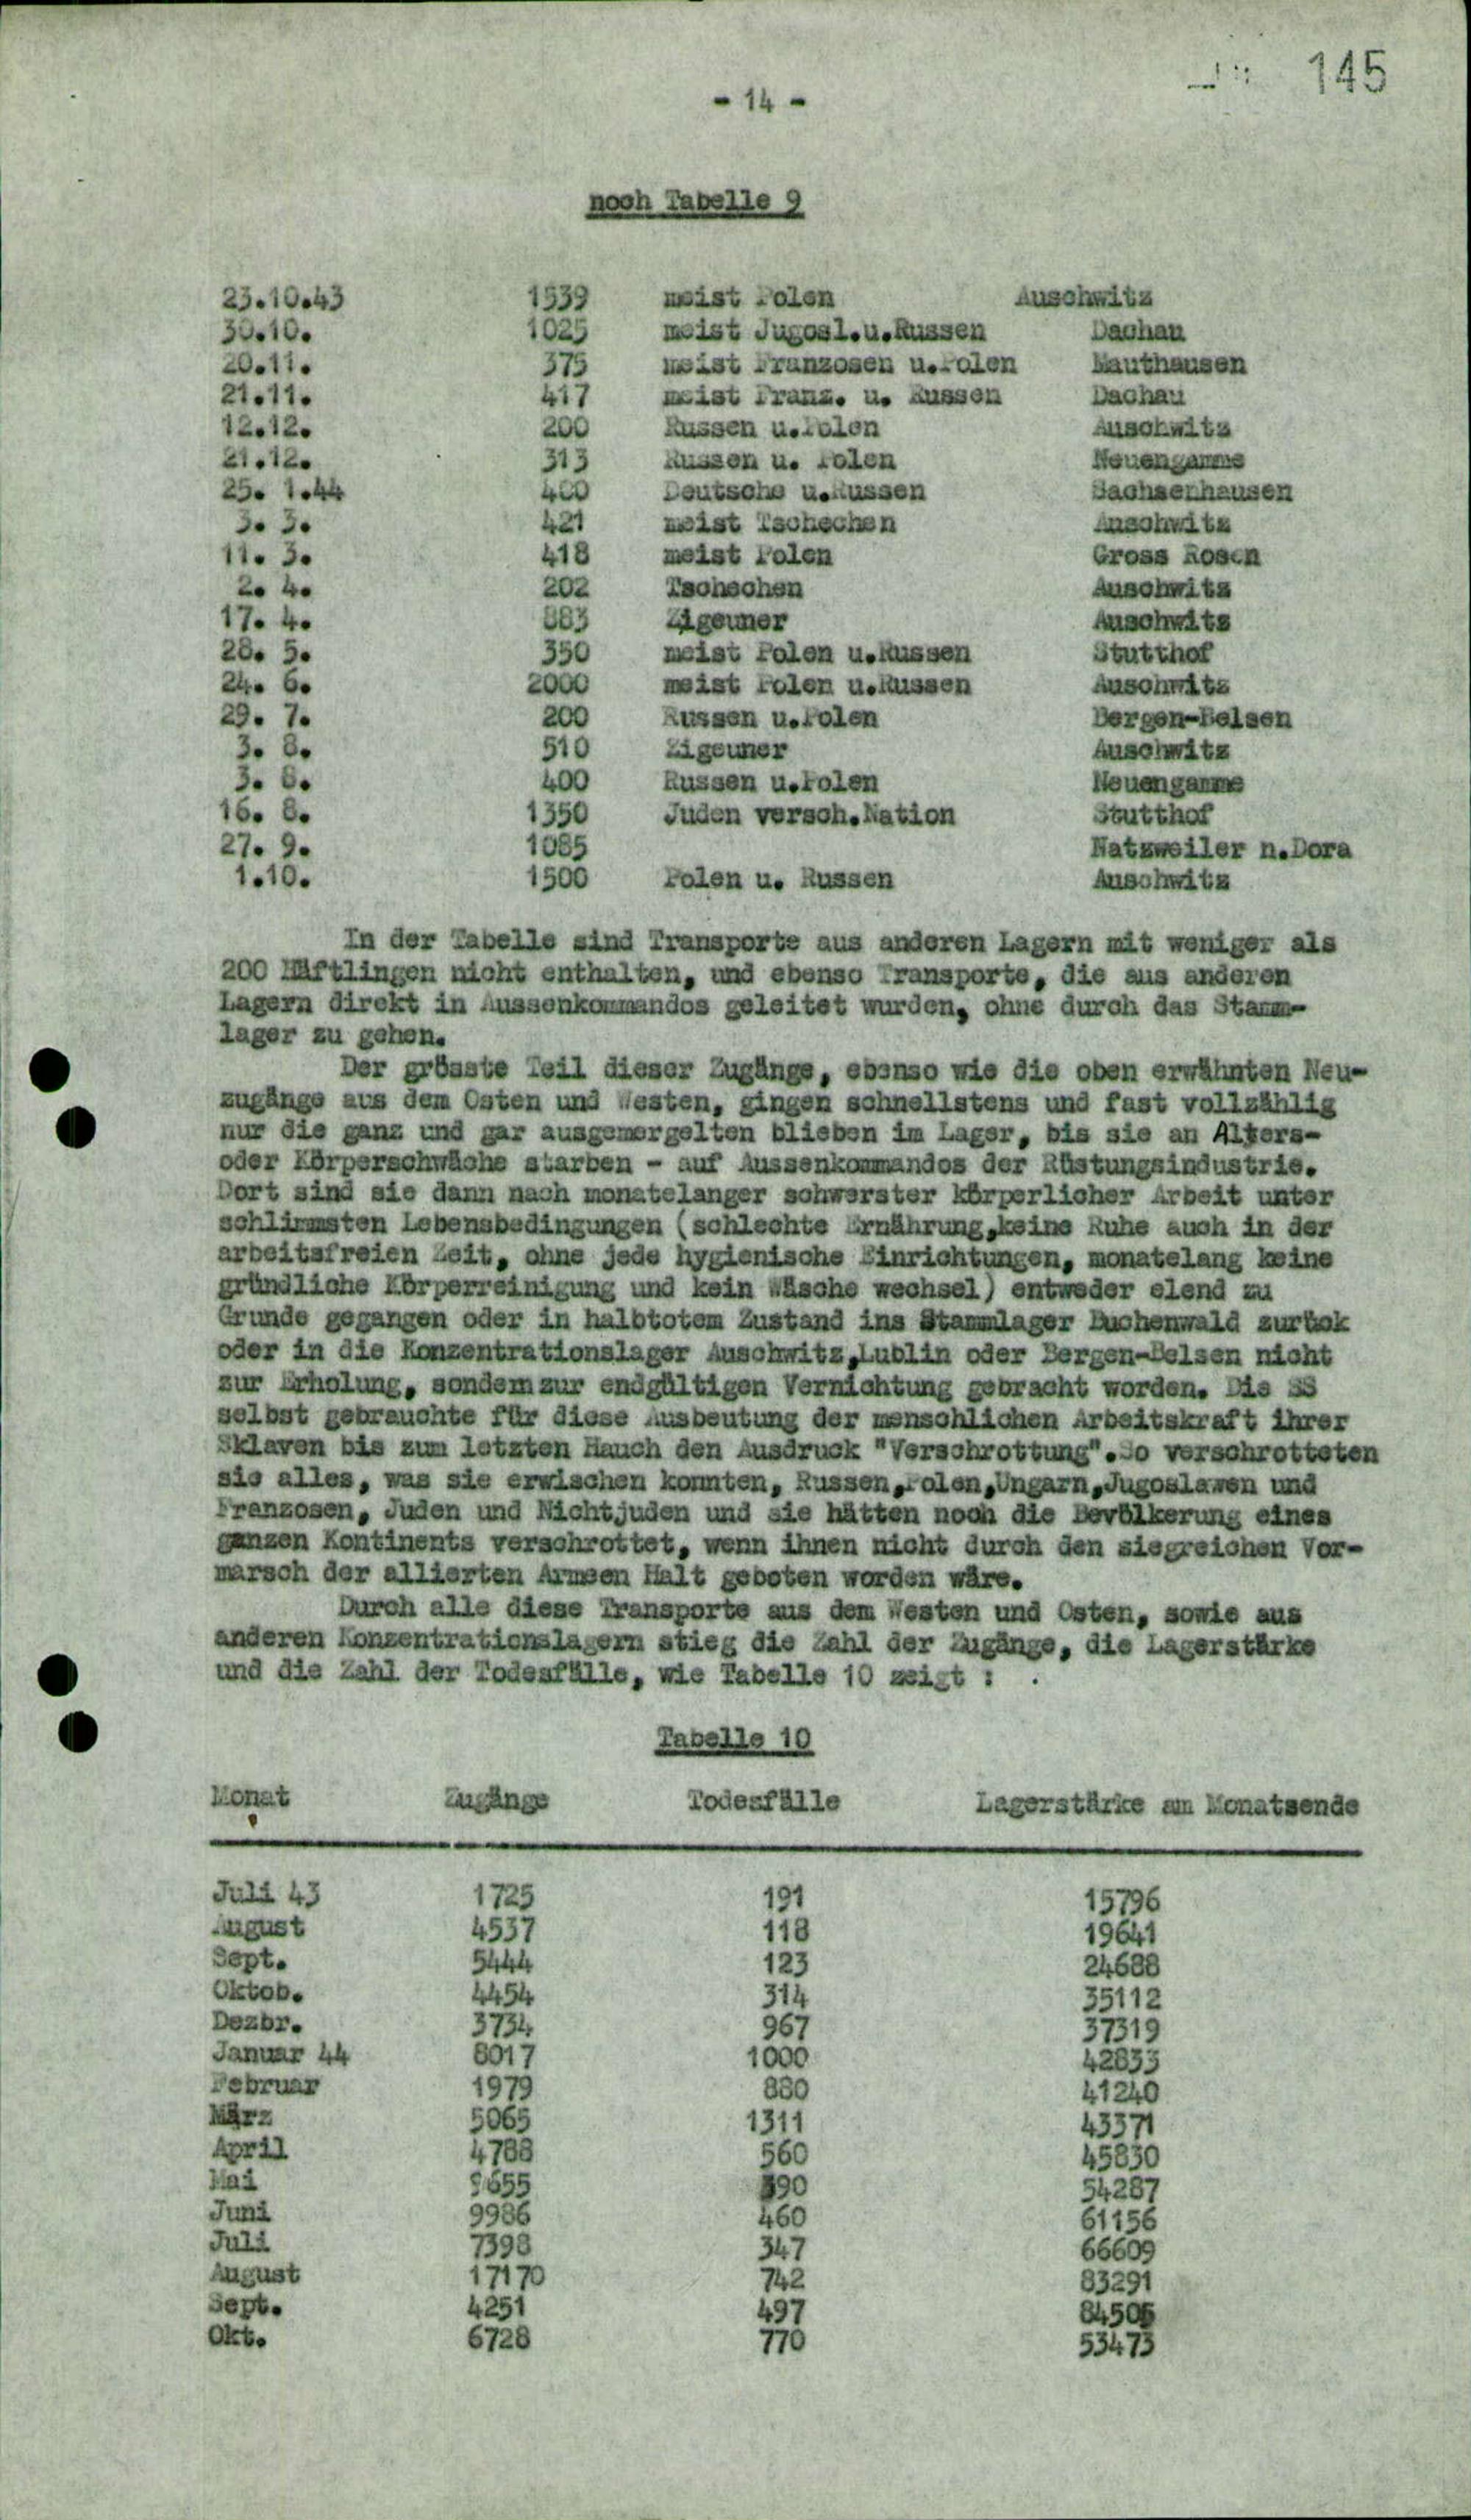 145
- 14 -
noch Tabelle 9
23.10.43 1539 meist Polen Auschwitz
30.10. 1025 meist Jugosl.u.Russen Dachau
20.11. 375 meist Franzosen u.Polen Mauthausen
21.11. 417 meist Franz. u. Russen Dachau
12.12. 200 Russen u.Polen Auschwitz
21.12. 313 Russen u. Polen Neuengamme
25. 1.44 400 Deutsche u.Russen Sachsenhausen
3. 3. 421 meist Tschechen Auschwitz
11. 3. 418 meist Polen Gross Rosen
2. 4. 202 Tschechen Auschwitz
17. 4. 883 Zigeuner Auschwitz
28. 5. 350 meist Polen u.Russen Stutthof
24. 6. 2000 meist Polen u.Russen Auschwitz
29. 7. 200 Russen u.Polen Bergen-Belsen
3. 8. 510 Zigeuner Auschwitz
3. 8. 400 Russen u.Polen Neuengamme
16. 8. 1350 Juden versch.Nation Stutthof
27. 9. 1085 Natzweiler n.Dora
1.10. 1500 Polen u. Russen Auschwitz
In der Tabelle sind Transporte aus anderen Lagern mit weniger als
200 Häftlingen nicht enthalten, und ebenso Transporte, die aus anderen
Lagern direkt in Aussenkommandos geleitet wurden, ohne durch das Stamm-
lager zu gehen.
Der grösste Teil dieser Zugänge, ebenso wie die oben erwähnten Neu-
zugänge aus dem Osten und Westen, gingen schnellstens und fast vollzählig
nur die ganz und gar ausgemergelten blieben im Lager, bis sie an Alters-
oder Körperschwäche starben - auf Aussenkommandos der Rüstungsindustrie.
Dort sind sie dann nach monatelanger schwerster körperlicher Arbeit unter
schlimmsten Lebensbedingungen (schlechte Ernährung,keine Ruhe auch in der
arbeitsfreien Zeit, ohne jede hygienische Einrichtungen, monatelang keine
gründliche Körperreinigung und kein Wäsche wechsel) entweder elend zu
Grunde gegangen oder in halbtotem Zustand ins Stammlager Buchenwald zurück
oder in die Konzentrationslager Auschwitz,Lublin oder Bergen-Belsen nicht
zur Erholung, sondern zur endgültigen Vernichtung gebracht worden. Die SS
selbst gebrauchte für diese Ausbeutung der menschlichen Arbeitskraft ihrer
Sklaven bis zum letzten Hauch den Ausdruck "Verschrottung".So verschrotteten
sie alles, was sie erwischen konnten, Russen,Polen,Ungarn,Jugoslawen und
Franzosen, Juden und Nichtjuden und sie hätten noch die Bevölkerung eines
ganzen Kontinents verschrottet, wenn ihnen nicht durch den siegreichen Vor-
marsch der allierten Armeen Halt geboten worden wäre.
Durch alle diese Transporte aus dem Westen und Osten, sowie aus
anderen Konzentrationslagern stieg die Zahl der Zugänge, die Lagerstärke
und die Zahl der Todesfälle, wie Tabelle 10 zeigt :
Tabelle 10
Monat Zugänge Todesfälle Lagerstärke am Monatsende
Juli 43 1725 191 15796
August 4537 118 19641
Sept. 5444 123 24688
Oktob. 4454 314 35112
Dezbr. 3734 967 37319
Januar 44 8017 1000 42833
Februar 1979 880 41240
März 5065 1311 43371
April 4788 560 45830
Mai 390 54287
Juni 9986 460 61156
Juli 7398 347 66609
August 17170 742 83291
Sept. 4251 497 84505
Okt. 6728 770 53473